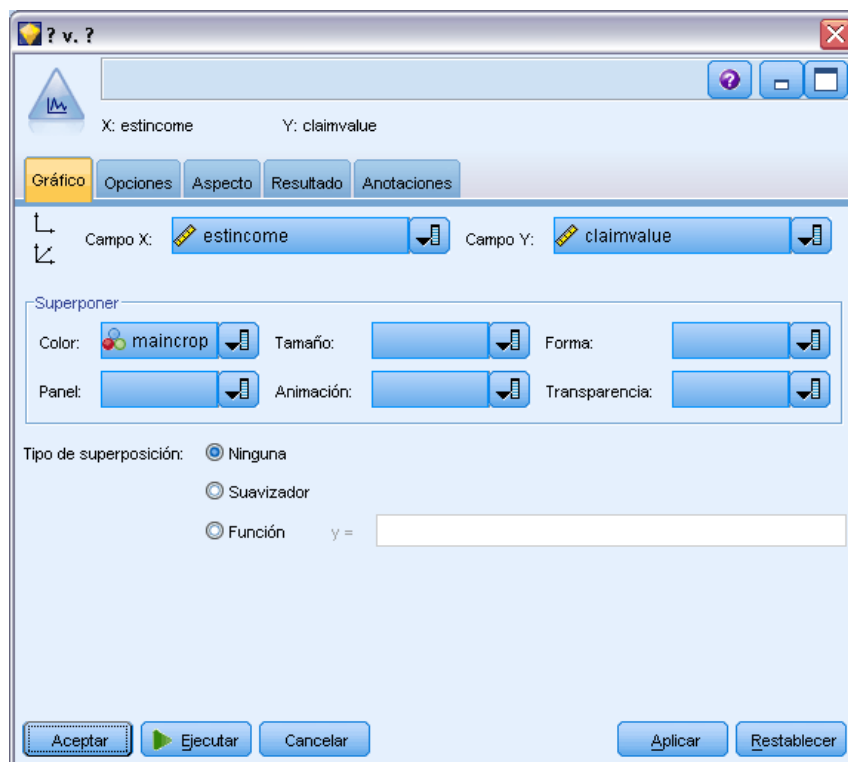 ? v. ?
X: estincome Y: claimvalue
Gráfico Opciones Aspecto Resultado Anotaciones
Campo X: estincome Campo Y: claimvalue
Superponer
Color: maincrop Tamaño: Forma:
Panel: Animación: Transparencia:
Tipo de superposición: Ninguna
Suavizador
Función y =
Aceptar Ejecutar Cancelar Aplicar Restablecer